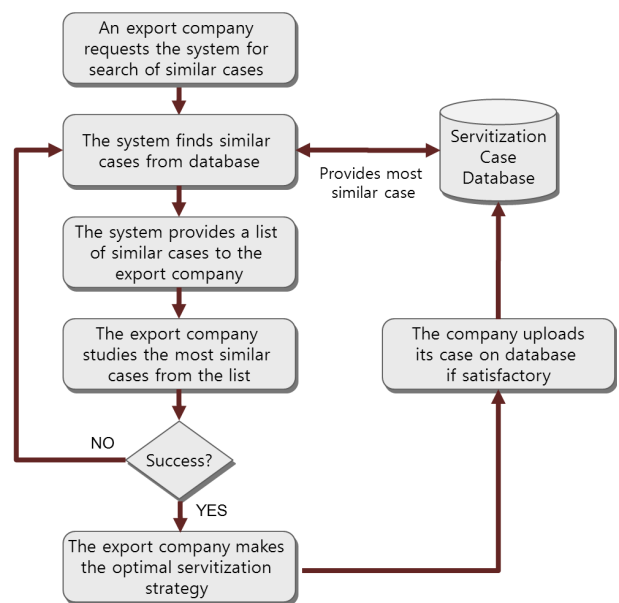 An export company
requests the system for
search of similar cases
The system finds similar
cases from database
Servitization
Case
Database
Provides most
similar case
The system provides a list
of similar cases to the
export company
The export company
studies the most similar
cases from the list
The company uploads
its case on database
if satisfactory
NO
Success?
YES
The export company makes
the optimal servitization
strategy